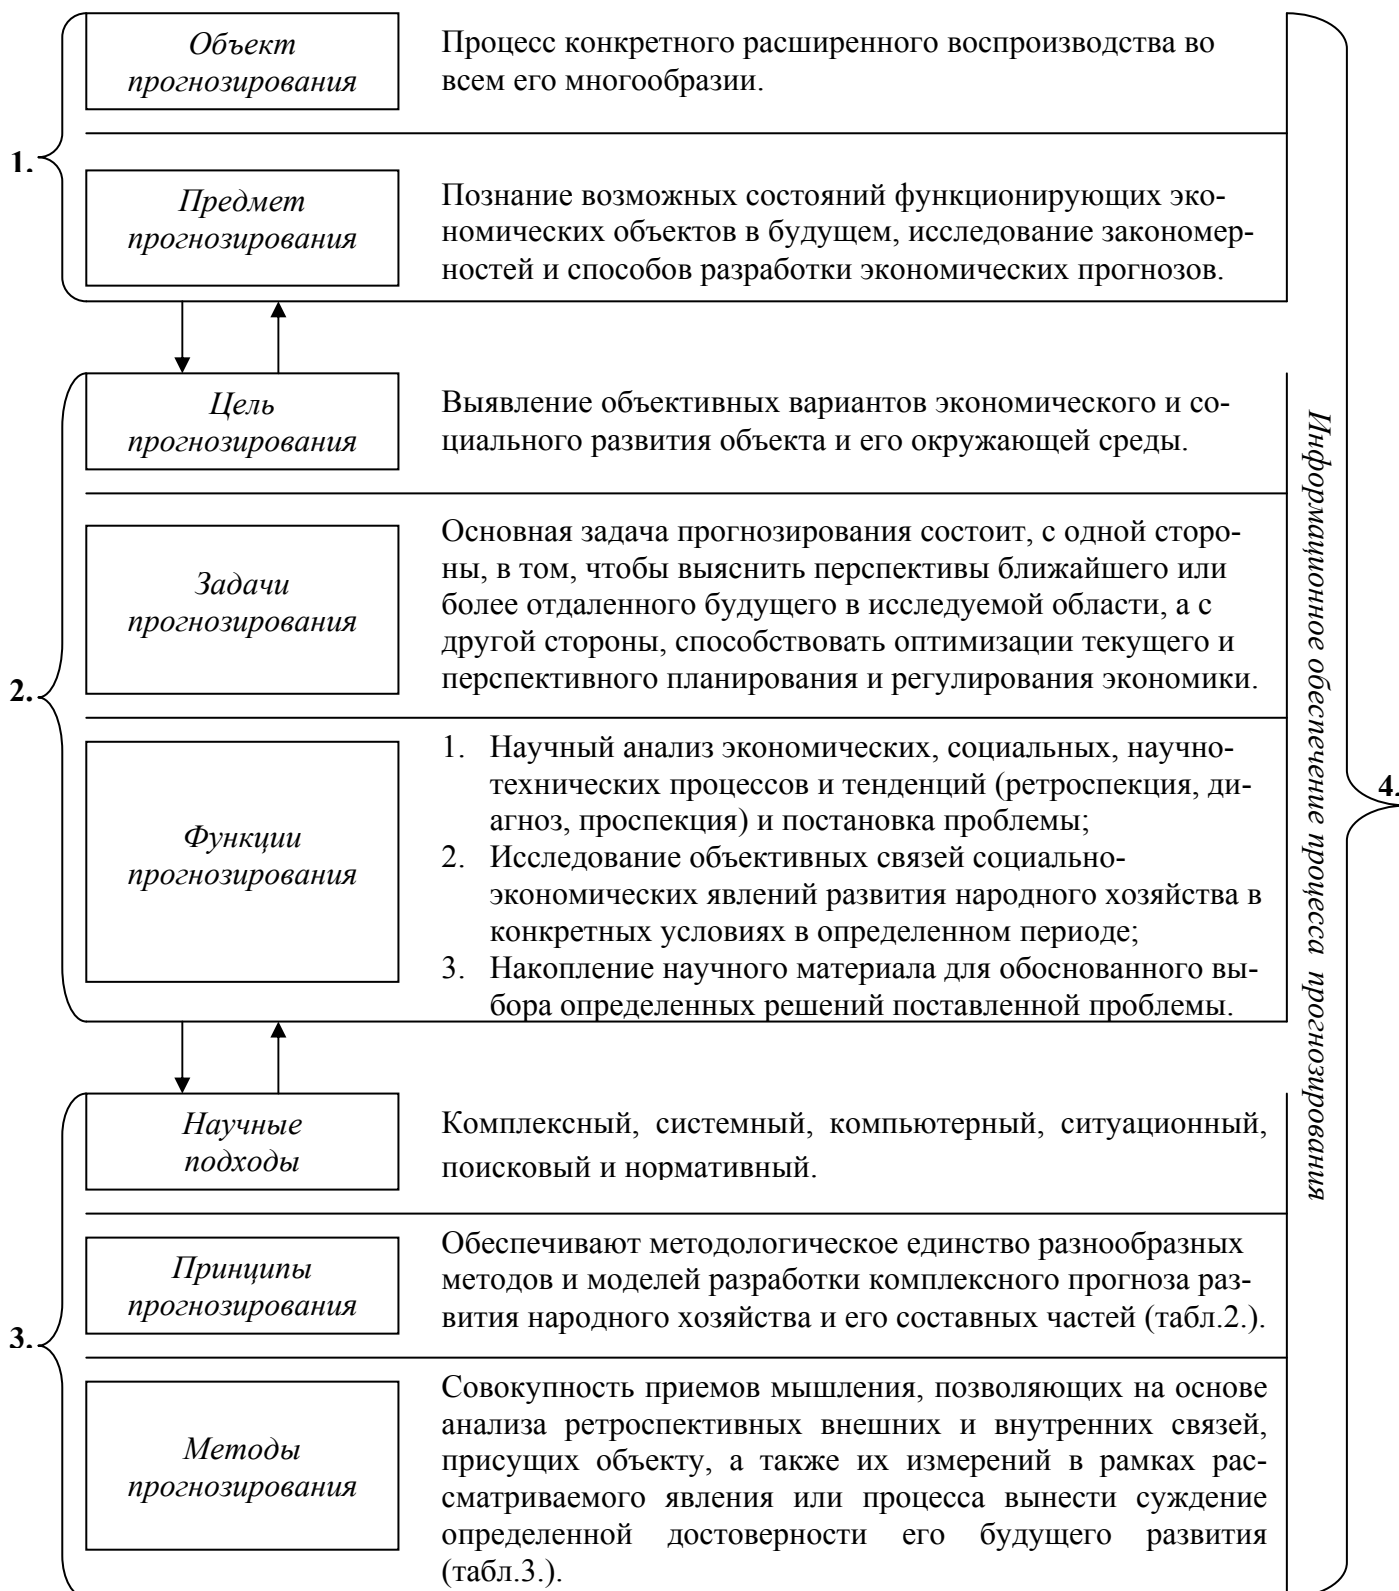 Объект
прогнозирования
Процесс конкретного расширенного воспроизводства во
всем его многообразии.
1.
Предмет
прогнозирования
Познание возможных состояний функционирующих эко-
номических объектов в будущем, исследование закономер-
ностей и способов разработки экономических прогнозов.
Цель
прогнозирования
Выявление объективных вариантов экономического и со-
циального развития объекта и его окружающей среды.
2.
Задачи
прогнозирования
Основная задача прогнозирования состоит, с одной сторо-
ны, в том, чтобы выяснить перспективы ближайшего или
более отдаленного будущего в исследуемой области, а с
другой стороны, способствовать оптимизации текущего и
перспективного планирования и регулирования экономики.
Функции
прогнозирования
1. Научный анализ экономических, социальных, научно-
технических процессов и тенденций (ретроспекция, ди-
агноз, проспекция) и постановка проблемы;
2. Исследование объективных связей социально-
экономических явлений развития народного хозяйства в
конкретных условиях в определенном периоде;
3. Накопление научного материала для обоснованного вы-
бора определенных решений поставленной проблемы.
Научные
подходы
Комплексный, системный, компьютерный, ситуационный,
поисковый и нормативный.
3.
Принципы
прогнозирования
Обеспечивают методологическое единство разнообразных
методов и моделей разработки комплексного прогноза раз-
вития народного хозяйства и его составных частей (табл.2.).
Методы
прогнозирования
Совокупность приемов мышления, позволяющих на основе
анализа ретроспективных внешних и внутренних связей,
присущих объекту, а также их измерений в рамках рас-
сматриваемого явления или процесса вынести суждение
определенной достоверности его будущего развития
(табл.3.).
Информационное обеспечение процесса прогнозирования
4.